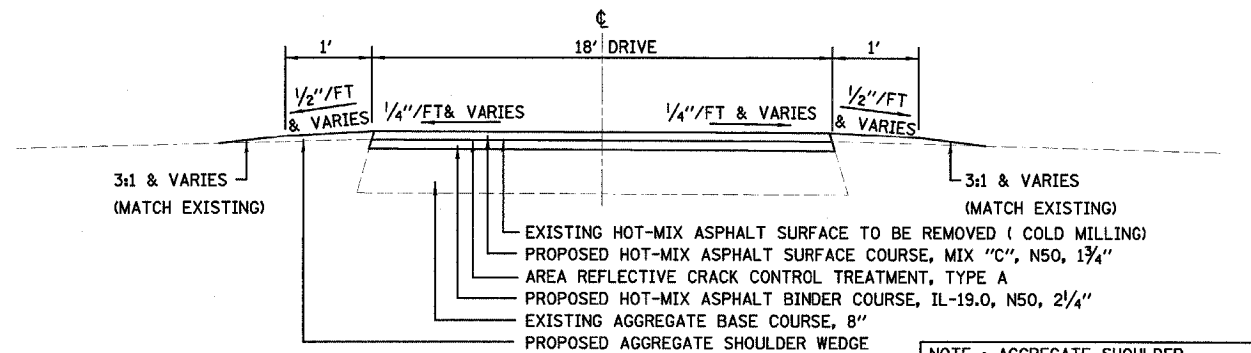 ℄
1' 18' DRIVE 1'
1/2"/FT & VARIES
1/4"/FT& VARIES
1/4"/FT & VARIES
1/2"/FT & VARIES
3:1 & VARIES
(MATCH EXISTING)
3:1 & VARIES
(MATCH EXISTING)
EXISTING HOT-MIX ASPHALT SURFACE TO BE REMOVED ( COLD MILLING)
PROPOSED HOT-MIX ASPHALT SURFACE COURSE, MIX "C", N50, 1 3/4"
AREA REFLECTIVE CRACK CONTROL TREATMENT, TYPE A
PROPOSED HOT-MIX ASPHALT BINDER COURSE, IL-19.0, N50, 2 1/4"
EXISTING AGGREGATE BASE COURSE, 8"
PROPOSED AGGREGATE SHOULDER WEDGE
NOTE : AGGREGATE SHOULDER